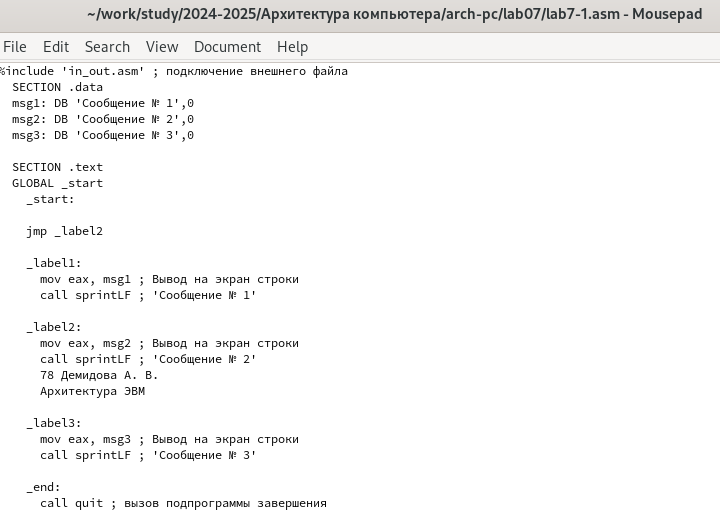 ~/work/study/2024-2025/Архитектура компьютера/arch-pc/lab07/lab7-1.asm - Mousepad
File Edit Search View Document Help
%include 'in_out.asm' ; подключение внешнего файла
SECTION .data
msg1: DB 'Сообщение № 1',0
msg2: DB 'Сообщение № 2',0
msg3: DB 'Сообщение № 3',0
SECTION .text
GLOBAL _start
_start:
jmp _label2
_label1:
mov eax, msg1 ; Вывод на экран строки
call sprintLF ; 'Сообщение № 1'
_label2:
mov eax, msg2 ; Вывод на экран строки
call sprintLF ; 'Сообщение № 2'
78 Демидова А. В.
Архитектура ЭВМ
_label3:
mov eax, msg3 ; Вывод на экран строки
call sprintLF ; 'Сообщение № 3'
_end:
call quit ; вызов подпрограммы завершения